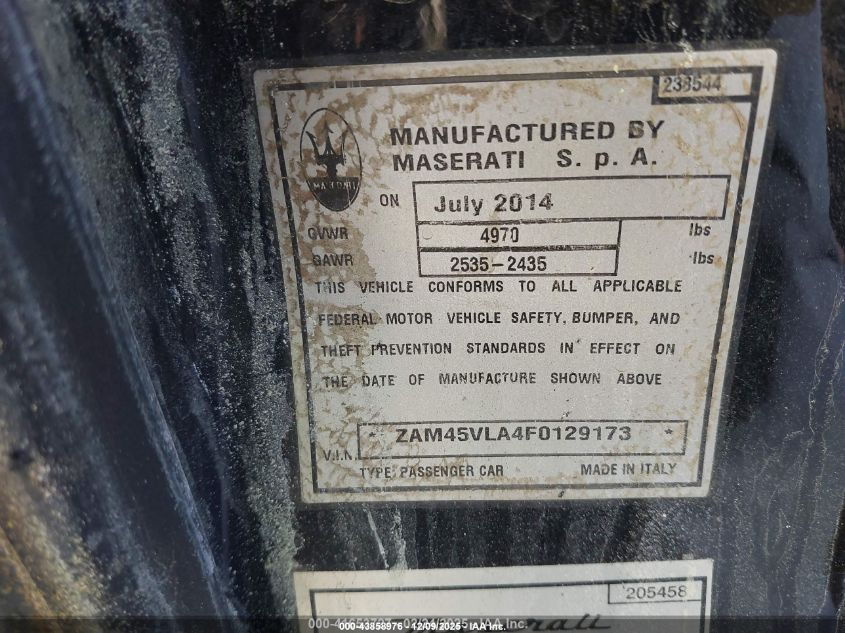 233544
MASERATI
MANUFACTURED BY
MASERATI S. p. A.
ON July 2014
GVWR 4970 lbs
GAWR 2535-2435 lbs
THIS VEHICLE CONFORMS TO ALL APPLICABLE
FEDERAL MOTOR VEHICLE SAFETY, BUMPER, AND
THEFT PREVENTION STANDARDS IN EFFECT ON
THE DATE OF MANUFACTURE SHOWN ABOVE
V.I.N. * ZAM45VLA4F0129173 *
TYPE: PASSENGER CAR MADE IN ITALY
205458
000-43858976 - 12/09/2025 - IAA Inc.